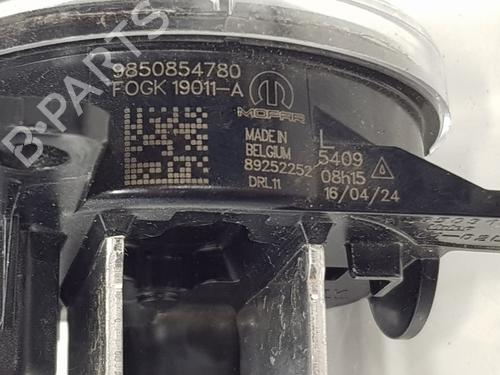 9850854780
FOGK 19011-A
MOPAR
MADE IN
BELGIUM
89252252
DRL11
L
5409
08h15
16/04/24
B-PARTS